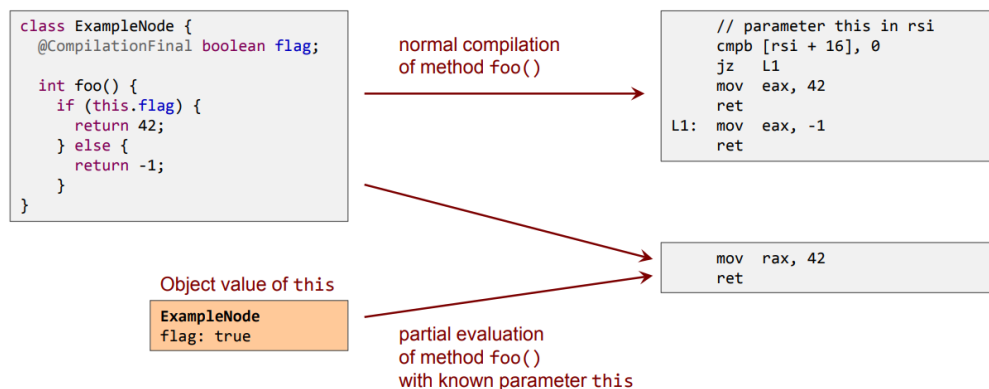 class ExampleNode {
@CompilationFinal boolean flag;
int foo() {
if (this.flag) {
return 42;
} else {
return -1;
}
}
normal compilation
of method foo()
// parameter this in rsi
cmpb [rsi + 16], 0
jz L1
mov eax, 42
ret
L1: mov eax, -1
ret
mov rax, 42
ret
Object value of this
ExampleNode
flag: true
partial evaluation
of method foo()
with known parameter this